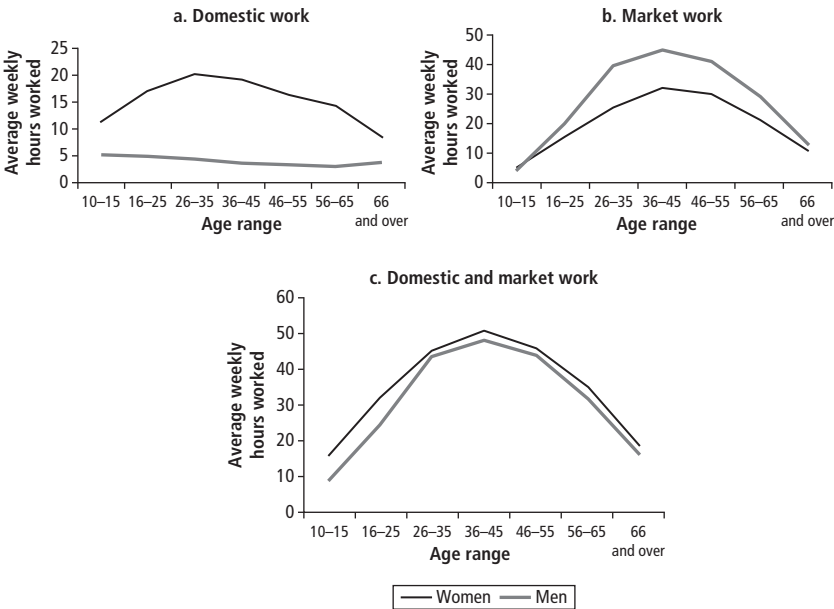 a. Domestic work
Average weekly
hours worked
25
20
15
10
5
0
10–15 16–25 26–35 36–45 46–55 56–65 66
and over
Age range
b. Market work
Average weekly
hours worked
50
40
30
20
10
0
10–15 16–25 26–35 36–45 46–55 56–65 66
and over
Age range
c. Domestic and market work
Average weekly
hours worked
60
50
40
30
20
10
0
10–15 16–25 26–35 36–45 46–55 56–65 66
and over
Age range
Women Men